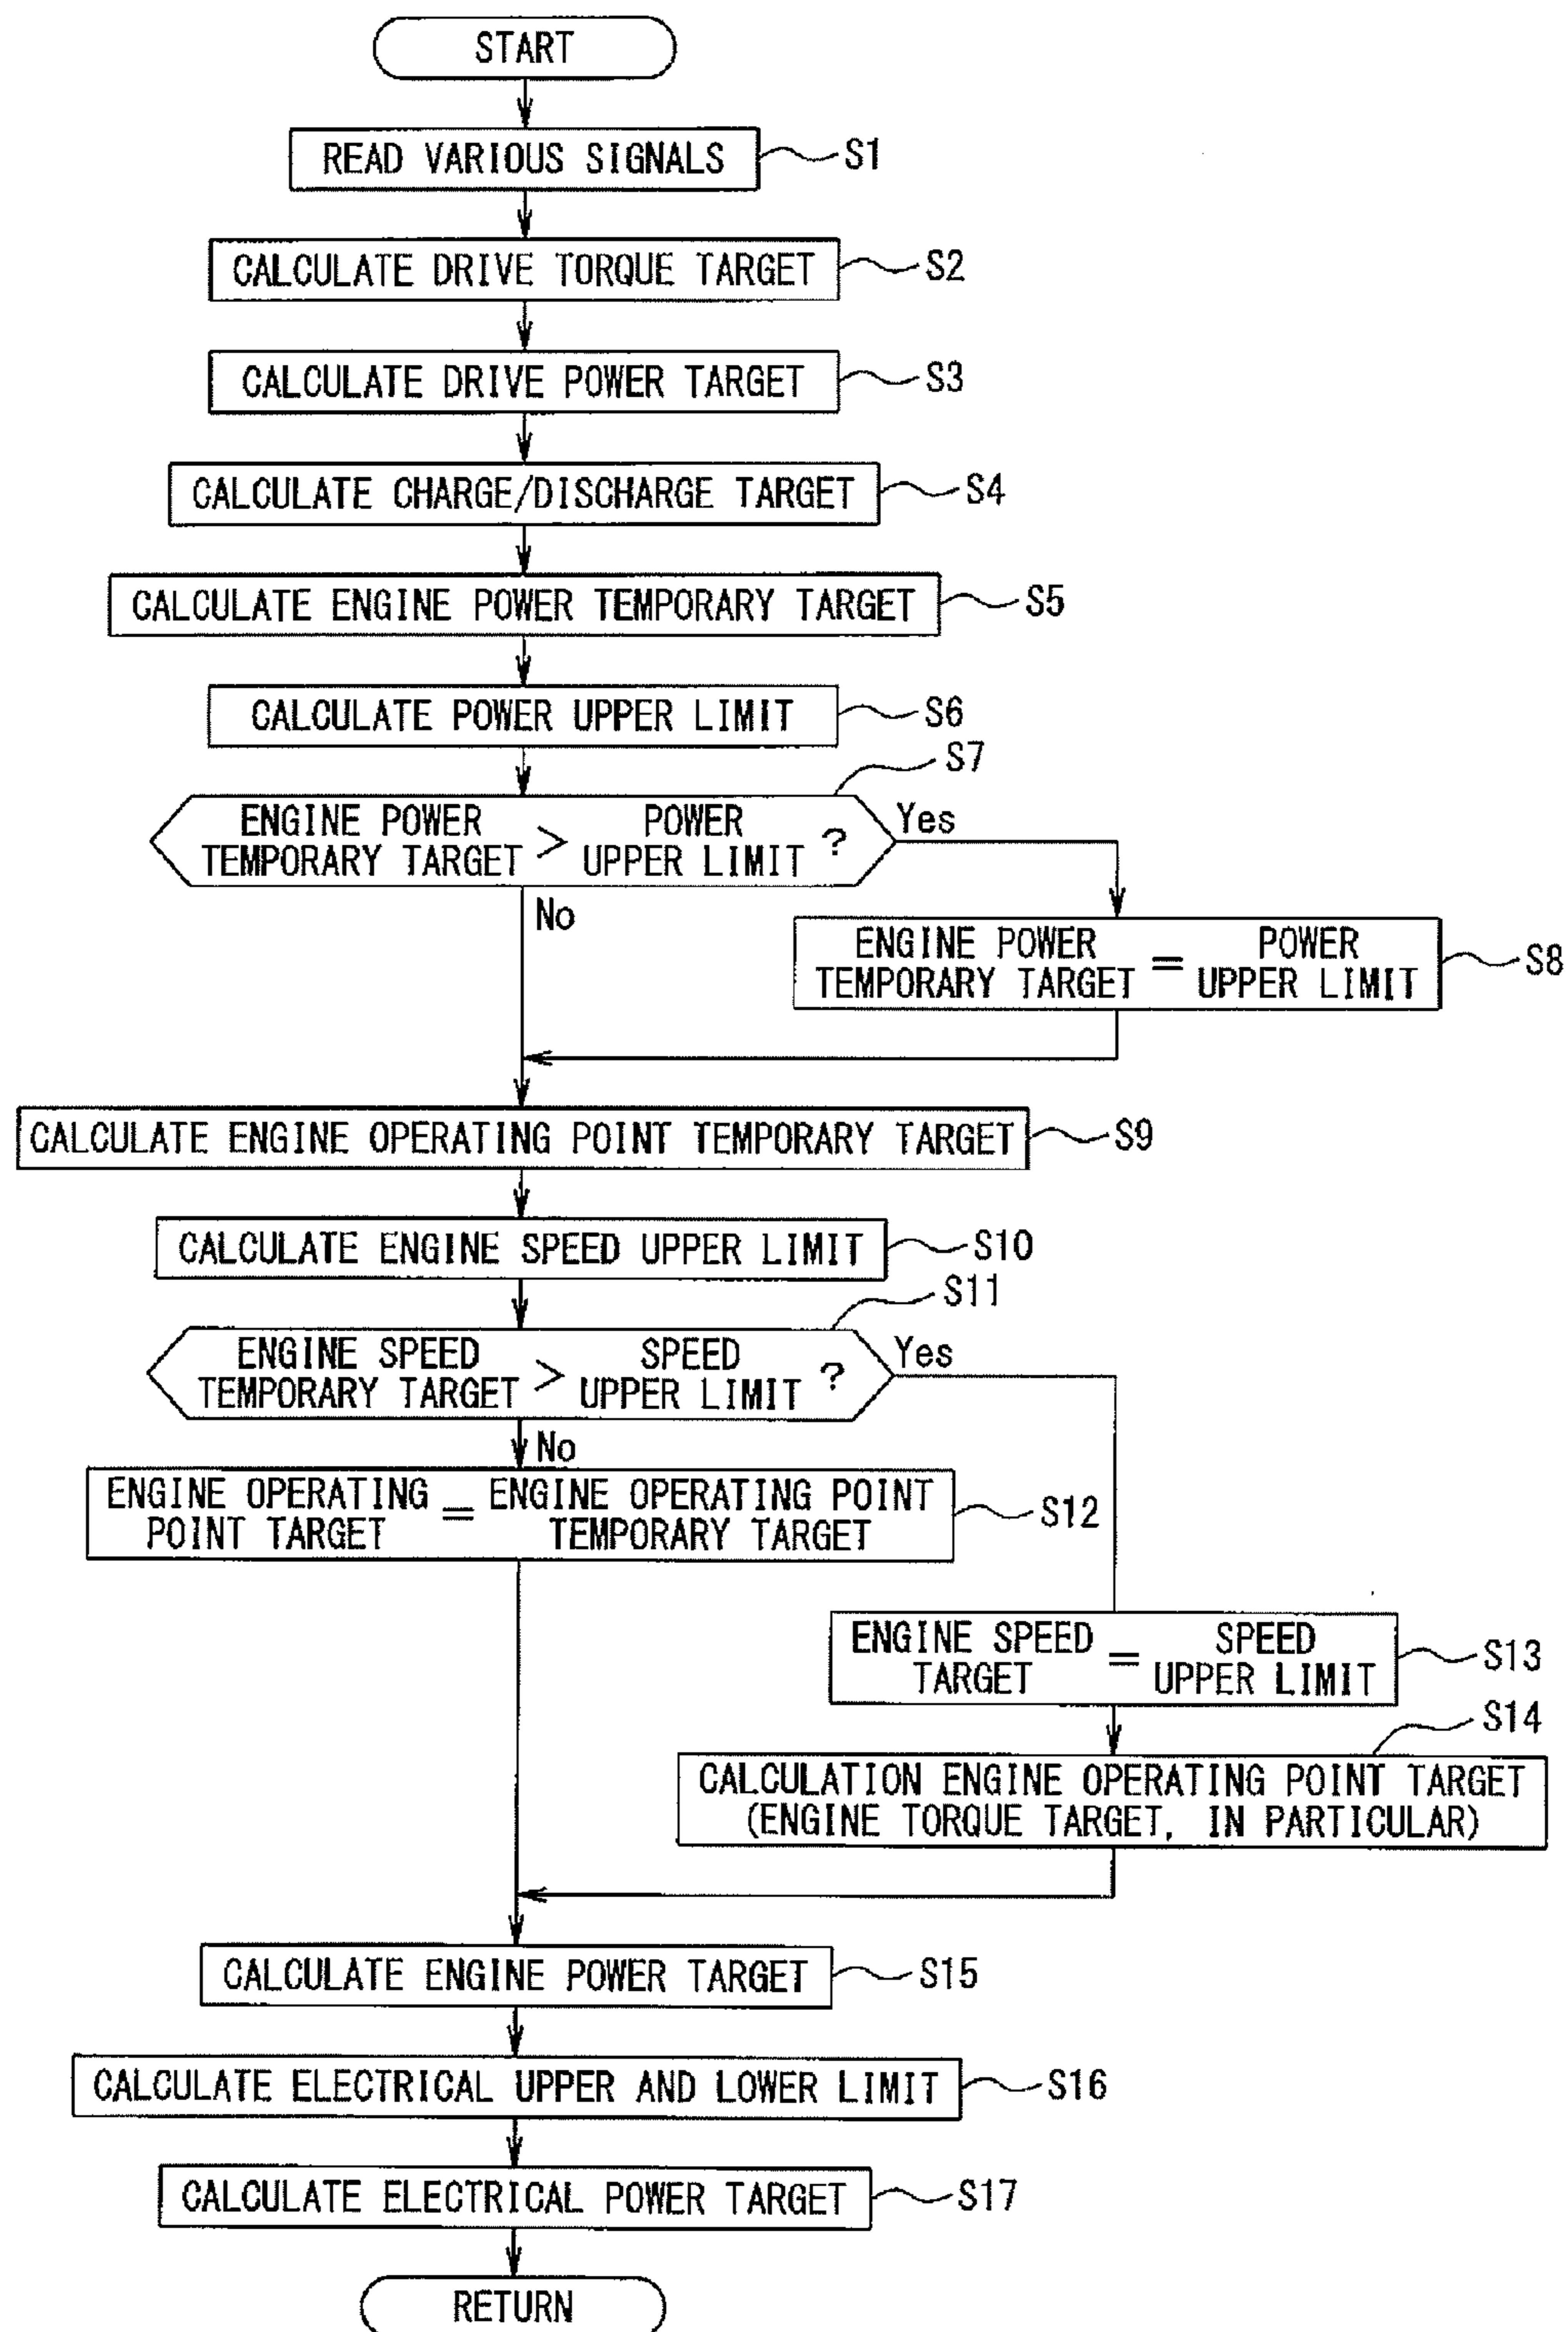 START
READ VARIOUS SIGNALS
S1
CALCULATE DRIVE TORQUE TARGET
S2
CALCULATE DRIVE POWER TARGET
S3
CALCULATE CHARGE/DISCHARGE TARGET
S4
CALCULATE ENGINE POWER TEMPORARY TARGET
S5
CALCULATE POWER UPPER LIMIT
S6
S7
ENGINE POWER
TEMPORARY TARGET
>
POWER
UPPER LIMIT
?
Yes
No
ENGINE POWER
TEMPORARY TARGET
=
POWER
UPPER LIMIT
S8
CALCULATE ENGINE OPERATING POINT TEMPORARY TARGET
S9
CALCULATE ENGINE SPEED UPPER LIMIT
S10
S11
ENGINE SPEED
TEMPORARY TARGET
>
SPEED
UPPER LIMIT
?
Yes
No
ENGINE OPERATING
POINT TARGET
=
ENGINE OPERATING POINT
TEMPORARY TARGET
S12
ENGINE SPEED
TARGET
=
SPEED
UPPER LIMIT
S13
S14
CALCULATION ENGINE OPERATING POINT TARGET
(ENGINE TORQUE TARGET, IN PARTICULAR)
CALCULATE ENGINE POWER TARGET
S15
CALCULATE ELECTRICAL UPPER AND LOWER LIMIT
S16
CALCULATE ELECTRICAL POWER TARGET
S17
RETURN